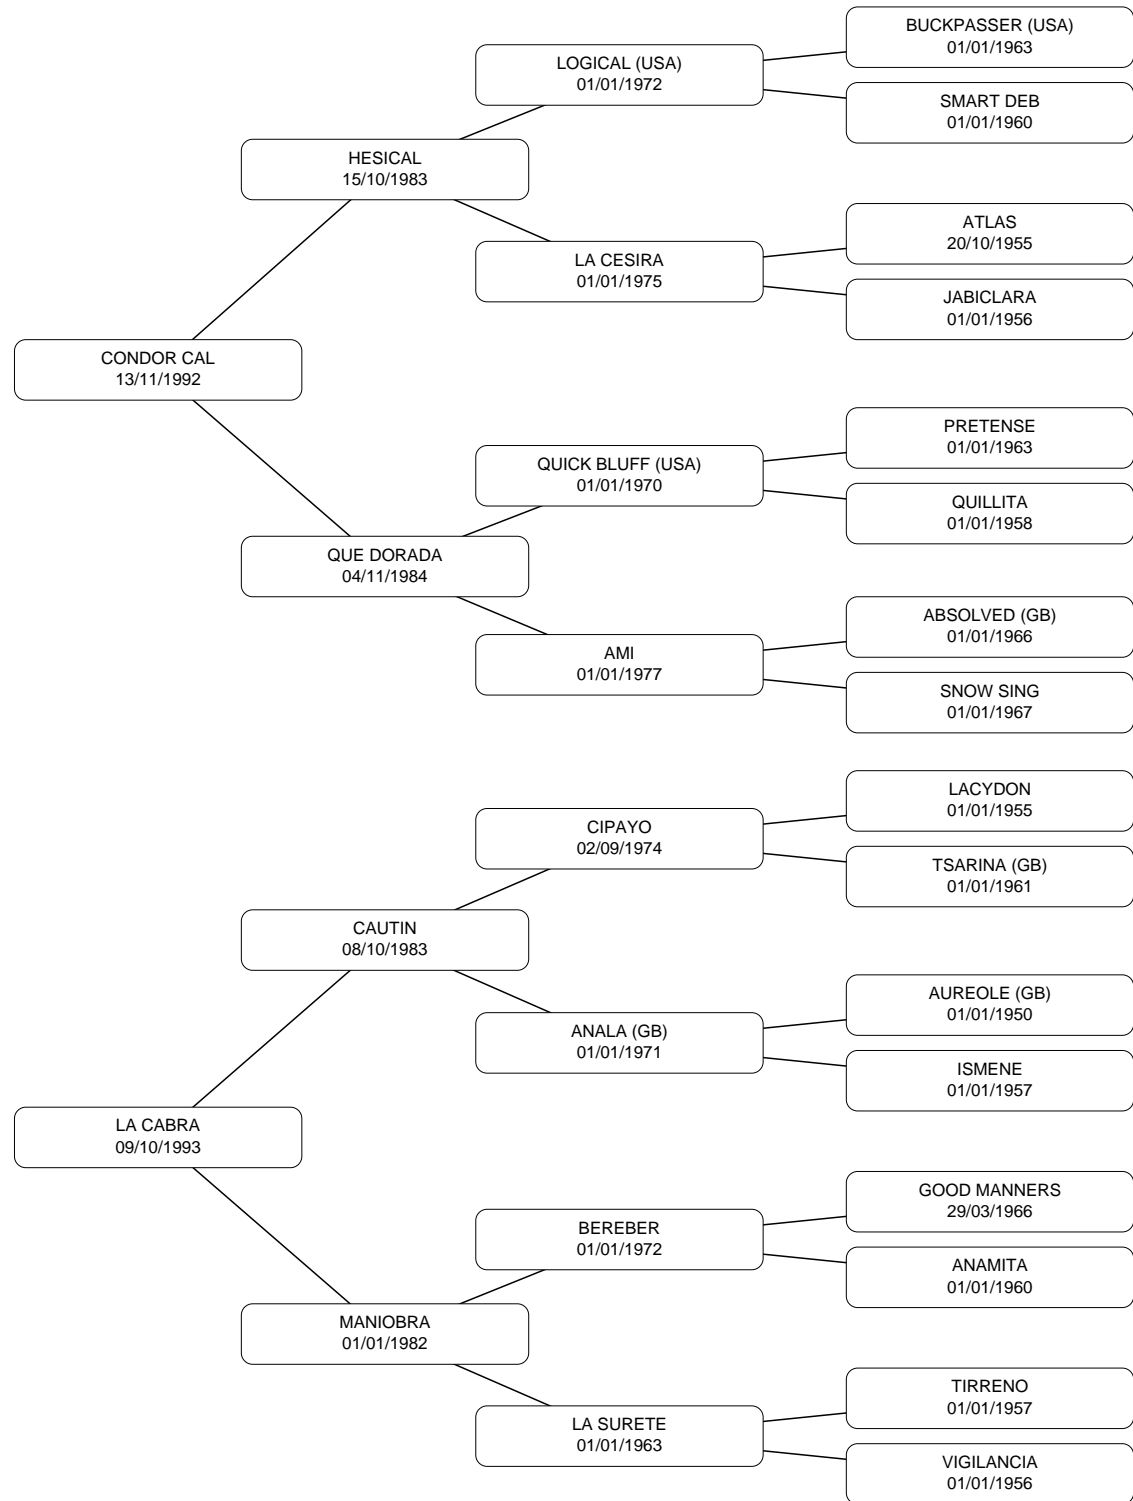 BUCKPASSER (USA)
01/01/1963
LOGICAL (USA)
01/01/1972
SMART DEB
01/01/1960
HESICAL
15/10/1983
ATLAS
20/10/1955
LA CESIRA
01/01/1975
JABICLARA
01/01/1956
CONDOR CAL
13/11/1992
PRETENSE
01/01/1963
QUICK BLUFF (USA)
01/01/1970
QUILLITA
01/01/1958
QUE DORADA
04/11/1984
ABSOLVED (GB)
01/01/1966
AMI
01/01/1977
SNOW SING
01/01/1967
LACYDON
01/01/1955
CIPAYO
02/09/1974
TSARINA (GB)
01/01/1961
CAUTIN
08/10/1983
AUREOLE (GB)
01/01/1950
ANALA (GB)
01/01/1971
ISMENE
01/01/1957
LA CABRA
09/10/1993
GOOD MANNERS
29/03/1966
BEREBER
01/01/1972
ANAMITA
01/01/1960
MANIOBRA
01/01/1982
TIRRENO
01/01/1957
LA SURETE
01/01/1963
VIGILANCIA
01/01/1956